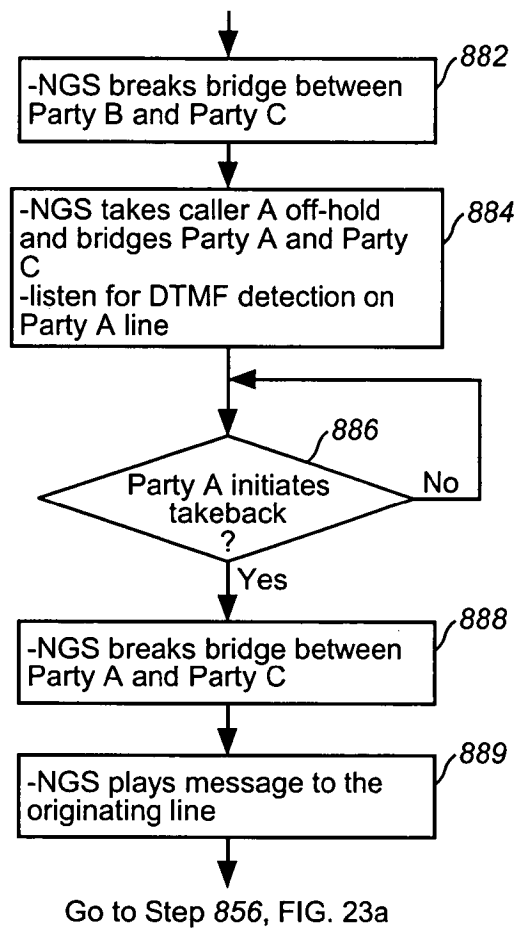 882
-NGS breaks bridge between
Party B and Party C
884
-NGS takes caller A off-hold
and bridges Party A and Party
C
-listen for DTMF detection on
Party A line
886
Party A initiates
takeback
?
No
Yes
888
-NGS breaks bridge between
Party A and Party C
889
-NGS plays message to the
originating line
Go to Step 856, FIG. 23a